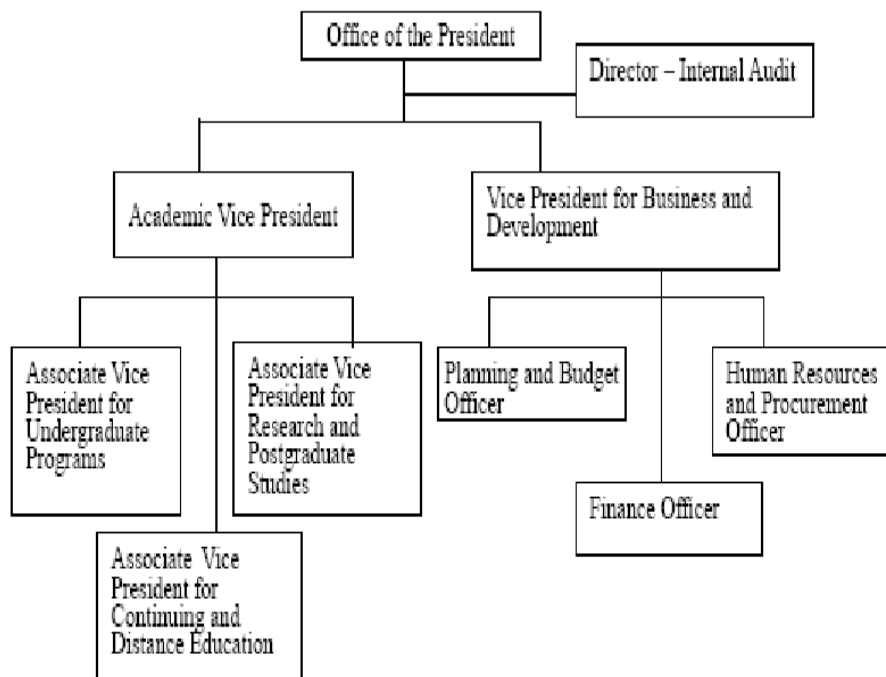 Office of the President
Director – Internal Audit
Academic Vice President
Vice President for Business and
Development
Associate Vice
President for
Undergraduate
Programs
Associate Vice
President for
Research and
Postgraduate
Studies
Planning and Budget
Officer
Human Resources
and Procurement
Officer
Finance Officer
Associate Vice
President for
Continuing and
Distance Education